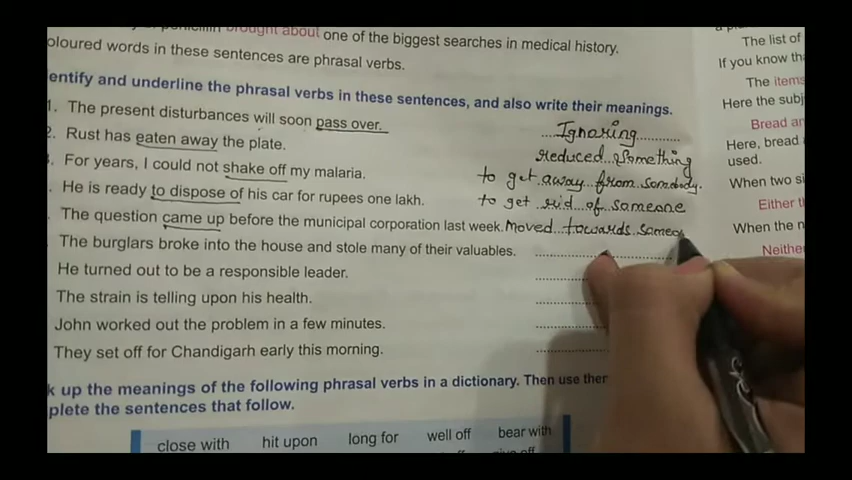 penicillin brought about one of the biggest searches in medical history.
oloured words in these sentences are phrasal verbs.
entify and underline the phrasal verbs in these sentences, and also write their meanings.
1. The present disturbances will soon pass over. Ignoring
2. Rust has eaten away the plate. reduced something
For years, I could not shake off my malaria. to get away from somebody.
He is ready to dispose of his car for rupees one lakh. to get rid of someone
The question came up before the municipal corporation last week. Moved towards someo
The burglars broke into the house and stole many of their valuables.
He turned out to be a responsible leader.
The strain is telling upon his health.
John worked out the problem in a few minutes.
They set off for Chandigarh early this morning.
k up the meanings of the following phrasal verbs in a dictionary. Then use ther
plete the sentences that follow.
close with hit upon long for well off bear with
The list of
If you know tha
The items
Here the subj
Bread an
Here, bread
used.
When two si
Either t
When the n
Neithe